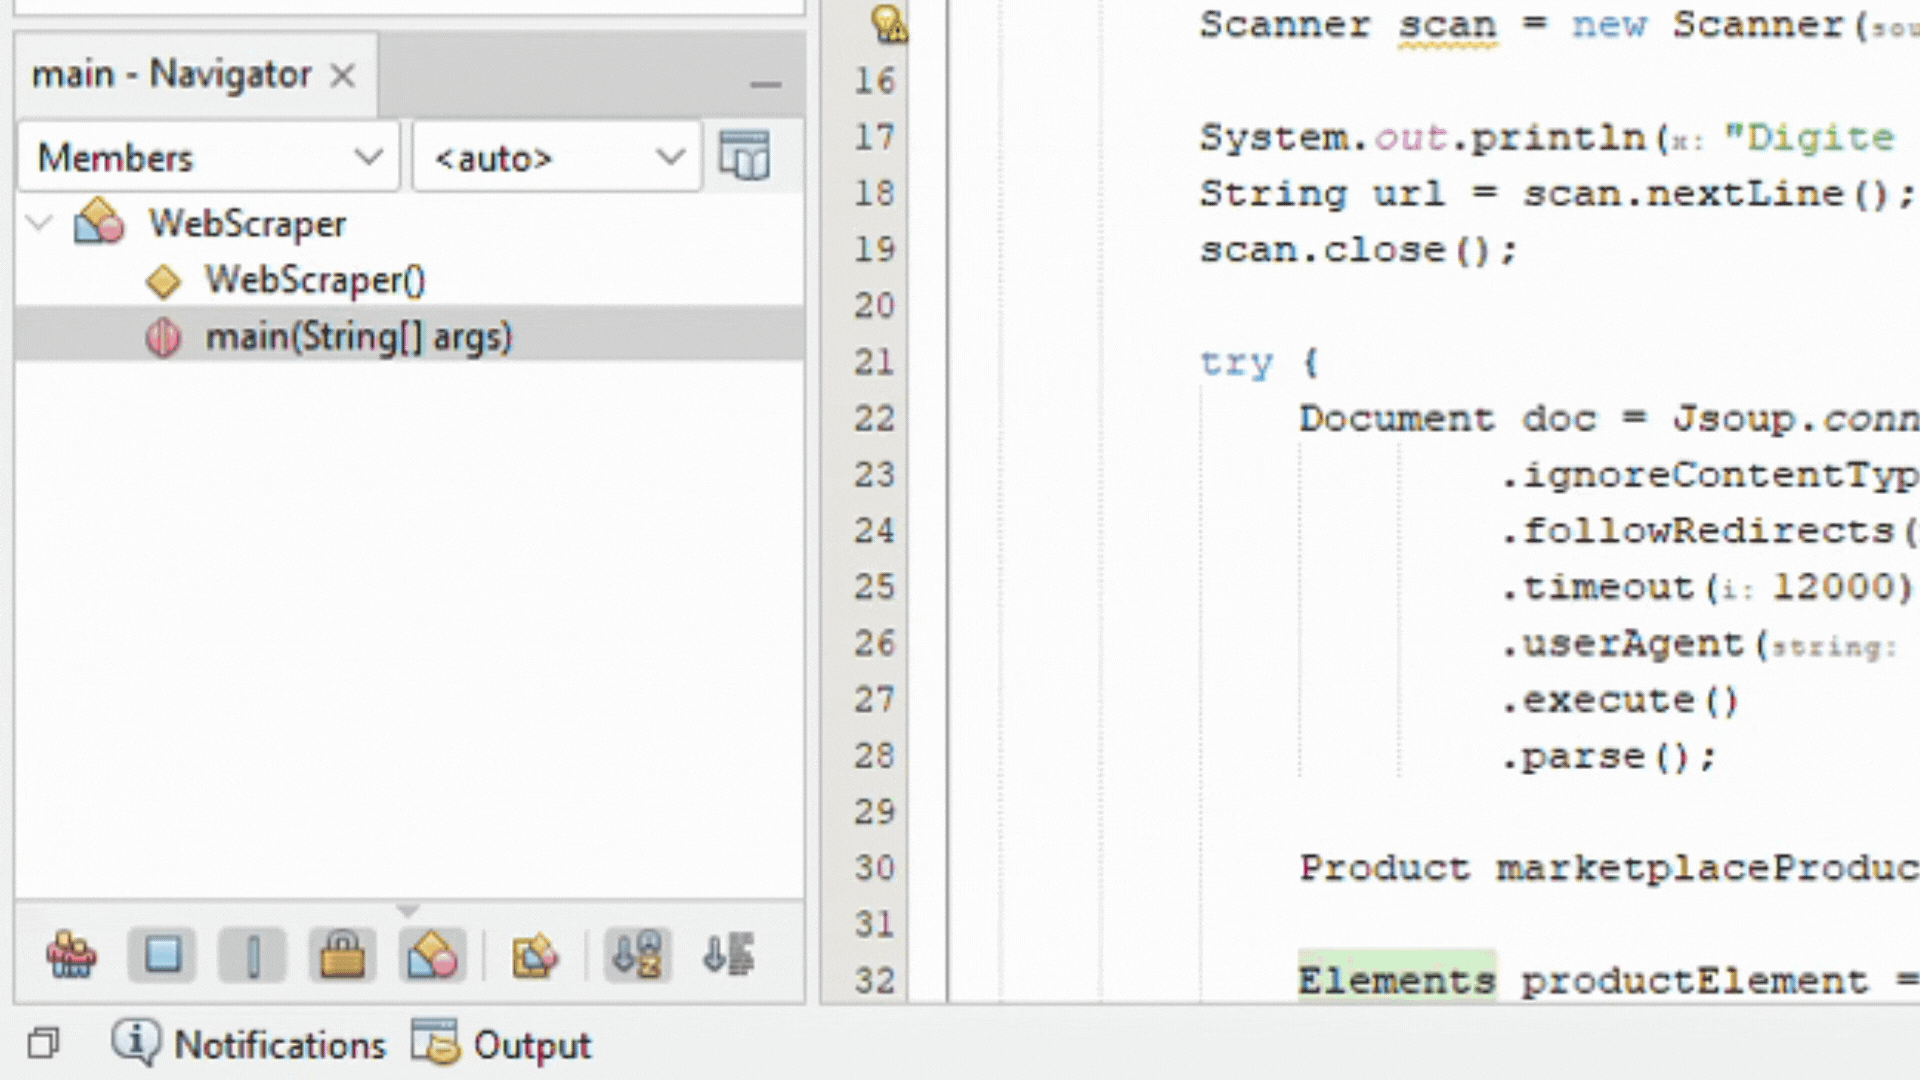 main - Navigator
Members
<auto>
WebScraper
WebScraper()
main(String[] args)
Notifications
Output
Scanner scan = new Scanner(sou
16
17 System.out.println(x: "Digite
18 String url = scan.nextLine();
19 scan.close();
20
21 try {
22 Document doc = Jsoup.conn
23 .ignoreContentTyp
24 .followRedirects(
25 .timeout(i: 12000)
26 .userAgent(string:
27 .execute()
28 .parse();
29
30 Product marketplaceProduc
31
32 Elements productElement =